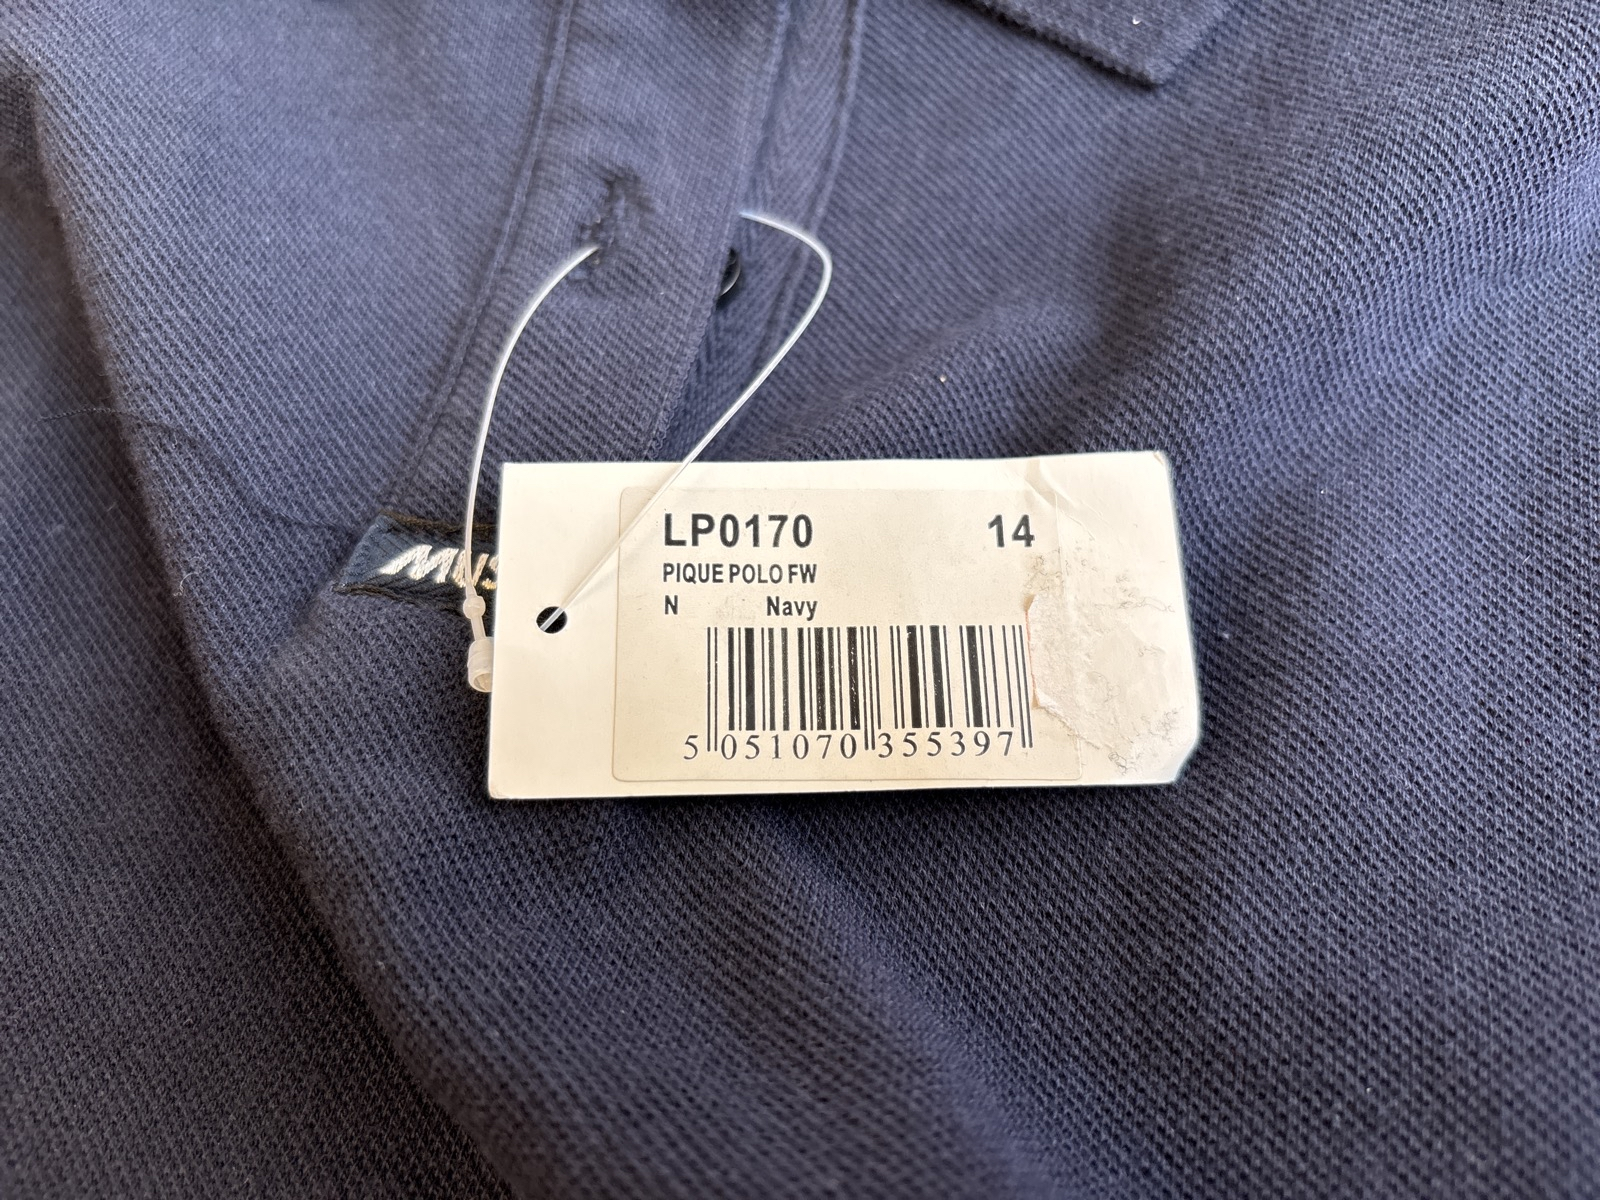 LP0170 14
PIQUE POLO FW
N Navy
5 051070 355397